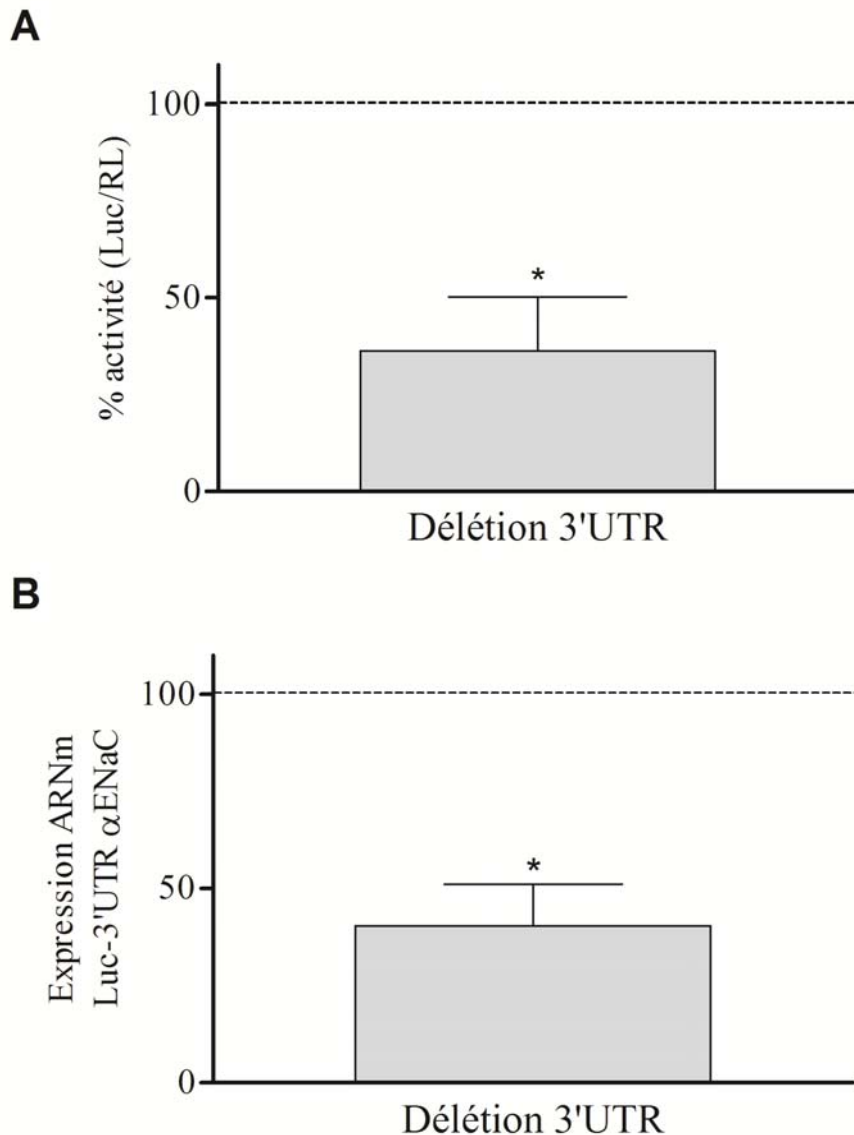 A
% activité (Luc/RL)
100
50
0
*
Délétion 3'UTR
B
Expression ARNm
Luc-3'UTR αENaC
100
50
0
*
Délétion 3'UTR